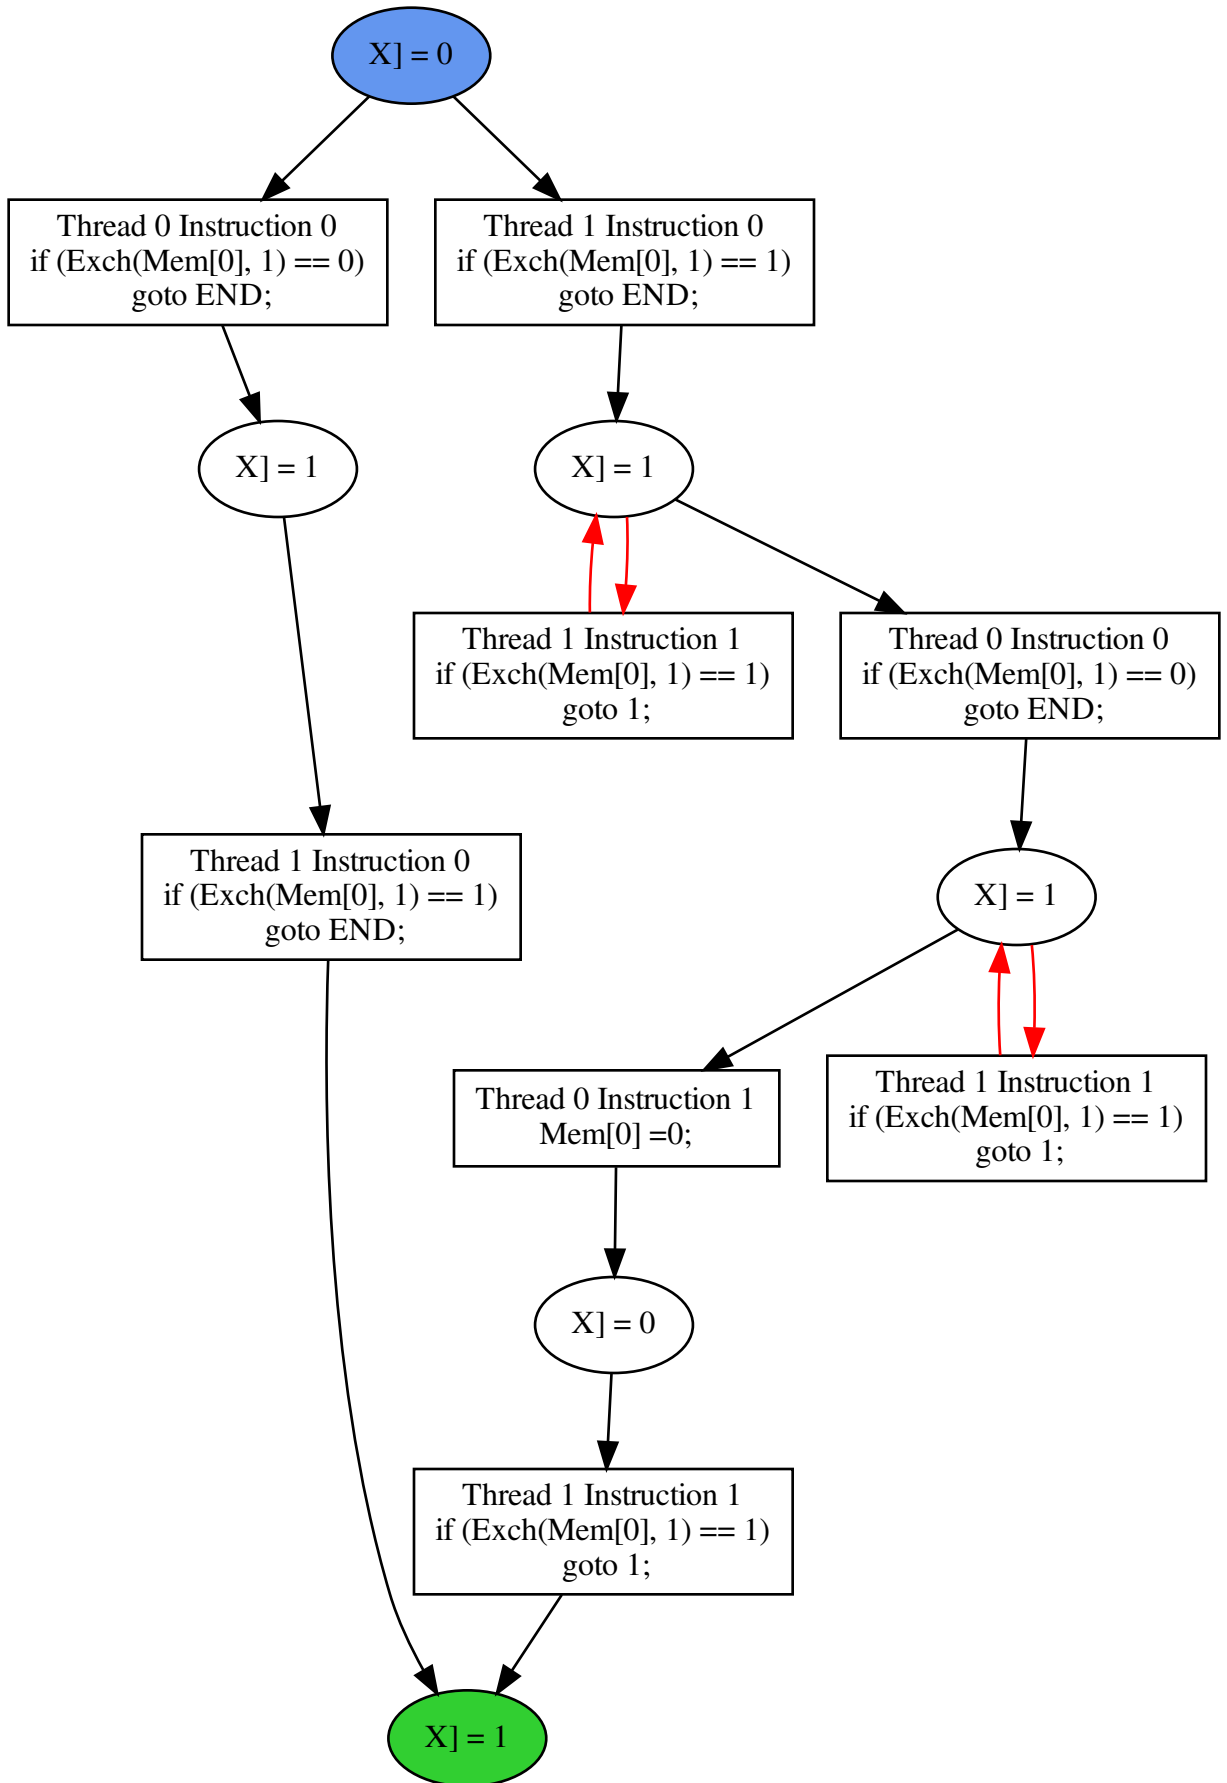 X] = 0
Thread 0 Instruction 0
if (Exch(Mem[0], 1) == 0)
goto END;
Thread 1 Instruction 0
if (Exch(Mem[0], 1) == 1)
goto END;
X] = 1
X] = 1
Thread 1 Instruction 1
if (Exch(Mem[0], 1) == 1)
goto 1;
Thread 0 Instruction 0
if (Exch(Mem[0], 1) == 0)
goto END;
Thread 1 Instruction 0
if (Exch(Mem[0], 1) == 1)
goto END;
X] = 1
Thread 0 Instruction 1
Mem[0] =0;
Thread 1 Instruction 1
if (Exch(Mem[0], 1) == 1)
goto 1;
X] = 0
Thread 1 Instruction 1
if (Exch(Mem[0], 1) == 1)
goto 1;
X] = 1